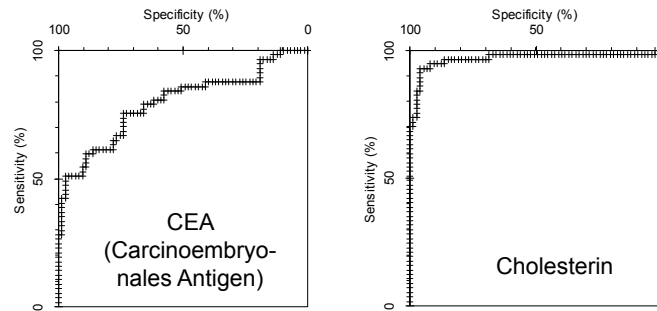 Specificity (%)
100 50 0
100
50
0
Sensitivity (%)
CEA
(Carcinoembryo-
nales Antigen)
Specificity (%)
100 50
100
50
0
Sensitivity (%)
Cholesterin